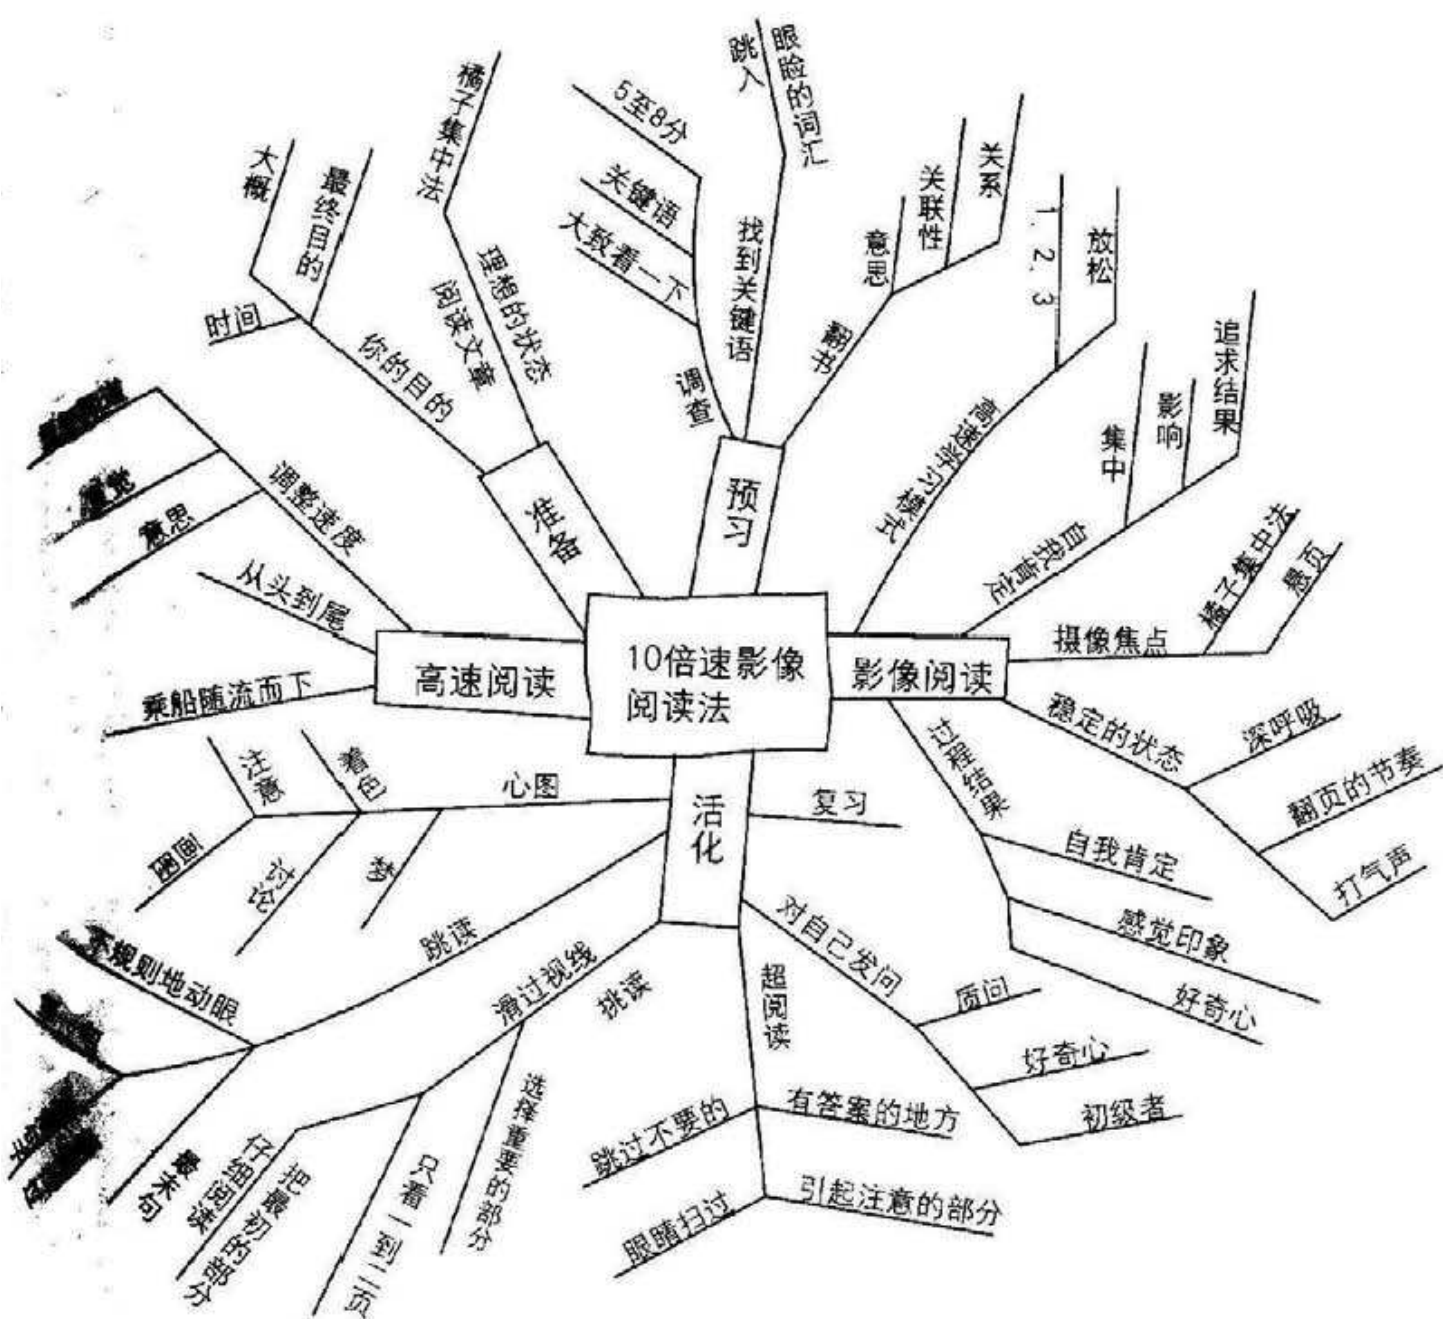 10倍速影像
阅读法
准备
你的目的
大概
最终目的
时间
理想的状态
阅读文章
橘子集中法
预习
调查
5至8分
关键语
大致看一下
找到关键语
跳入
眼险的词汇
翻书
意思
关联性
关系
影像阅读
高速学习模式
1、2、3
放松
自我肯定
集中
影响
追求结果
摄像焦点
橘子集中法
悬页
稳定的状态
深呼吸
翻页的节奏
打气声
过程结果
自我肯定
感觉印象
好奇心
活化
复习
对自己发问
质问
好奇心
初级者
超阅读
有答案的地方
跳过不要的
引起注意的部分
眼睛扫过
滑过视线
挑读
选择重要的部分
只看一到二页
把最初的部分
仔细阅读
跳读
不规则地动眼
最末句
心图
着色
注意
图画
讨论
梦
高速阅读
调整速度
意思
从头到尾
乘船随流而下